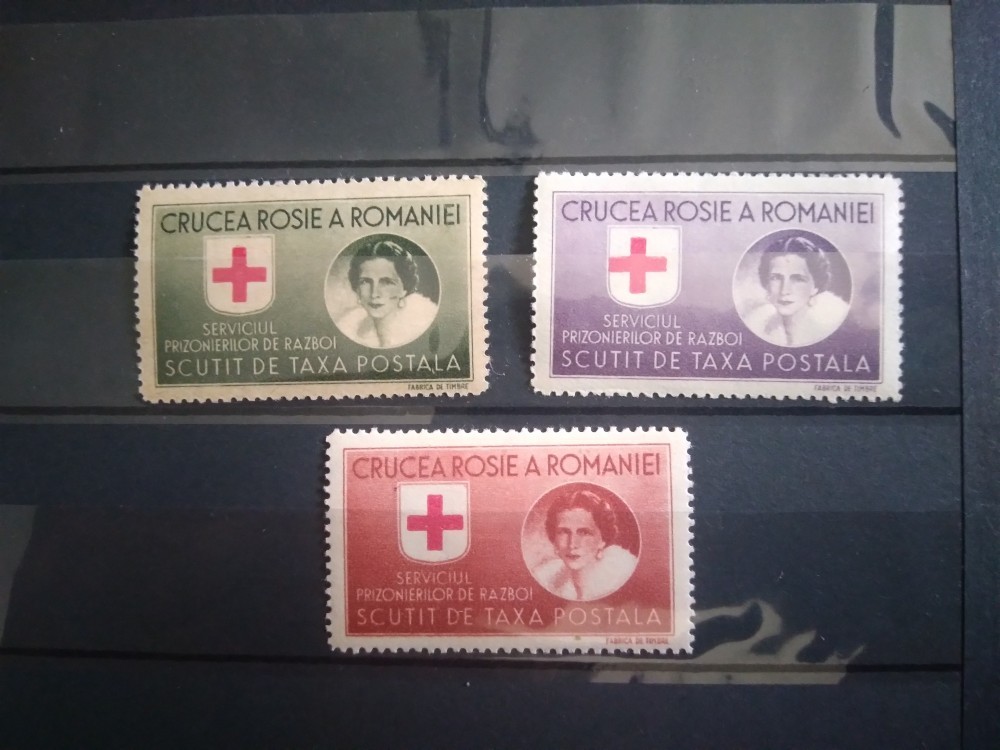 CRUCEA ROSIE A ROMANIEI
SERVICIUL
PRIZONIERILOR DE RAZBOI
SCUTIT DE TAXA POSTALA
FABRICA DE TIMBRE
CRUCEA ROSIE A ROMANIEI
SERVICIUL
PRIZONIERILOR DE RAZBOI
SCUTIT DE TAXA POSTALA
FABRICA DE TIMBRE
CRUCEA ROSIE A ROMANIEI
SERVICIUL
PRIZONIERILOR DE RAZBOI
SCUTIT DE TAXA POSTALA
FABRICA DE TIMBRE